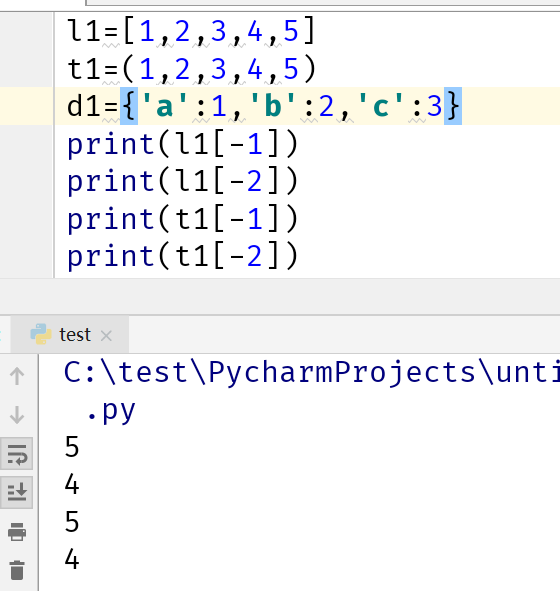 l1=[1,2,3,4,5]
t1=(1,2,3,4,5)
d1={'a':1,'b':2,'c':3}
print(l1[-1])
print(l1[-2])
print(t1[-1])
print(t1[-2])
test
C:\test\PycharmProjects\unti
.py
5
4
5
4